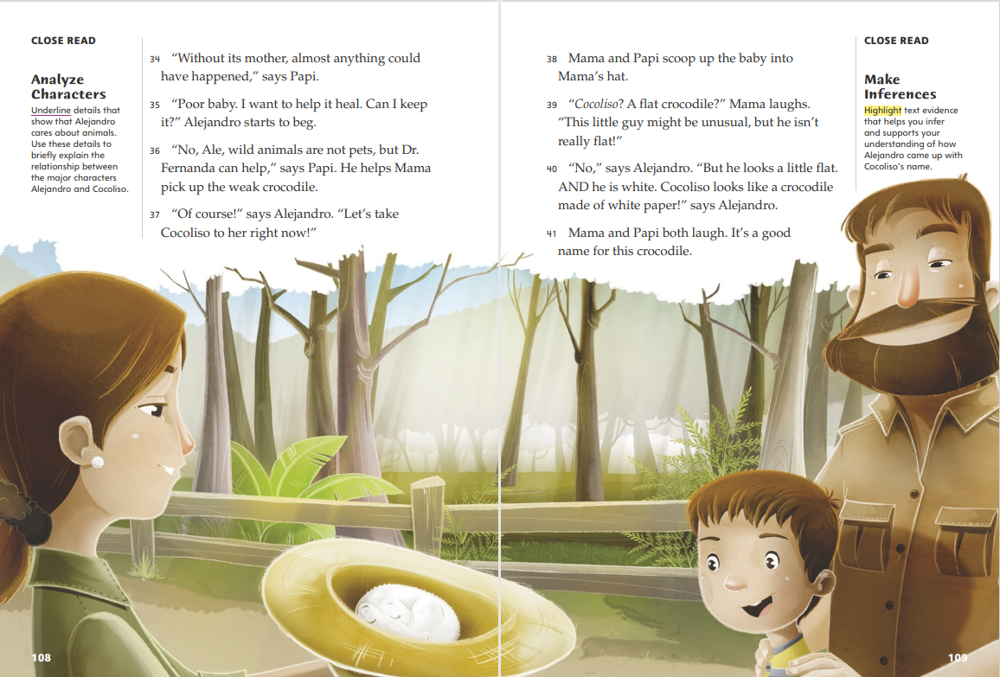 CLOSE READ
Analyze
Characters
Underline details that
show that Alejandro
cares about animals.
Use these details to
briefly explain the
relationship between
the major characters
Alejandro and Cocoliso.
34 “Without its mother, almost anything could
have happened,” says Papi.
35 “Poor baby. I want to help it heal. Can I keep
it?” Alejandro starts to beg.
36 “No, Ale, wild animals are not pets, but Dr.
Fernanda can help,” says Papi. He helps Mama
pick up the weak crocodile.
37 “Of course!” says Alejandro. “Let’s take
Cocoliso to her right now!”
108
38 Mama and Papi scoop up the baby into
Mama’s hat.
39 “Cocoliso? A flat crocodile?” Mama laughs.
“This little guy might be unusual, but he isn’t
really flat!”
40 “No,” says Alejandro. “But he looks a little flat.
AND he is white. Cocoliso looks like a crocodile
made of white paper!” says Alejandro.
41 Mama and Papi both laugh. It’s a good
name for this crocodile.
CLOSE READ
Make
Inferences
Highlight text evidence
that helps you infer
and supports your
understanding of how
Alejandro came up with
Cocoliso’s name.
109